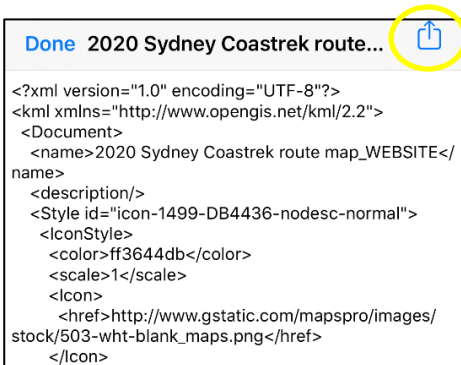 Done 2020 Sydney Coastrek route...
<?xml version="1.0" encoding="UTF-8"?>
<kml xmlns="http://www.opengis.net/kml/2.2">
<Document>
<name>2020 Sydney Coastrek route map_WEBSITE</
name>
<description/>
<Style id="icon-1499-DB4436-nodesc-normal">
<IconStyle>
<color>ff3644db</color>
<scale>1</scale>
<Icon>
<href>http://www.gstatic.com/mapspro/images/
stock/503-wht-blank_maps.png</href>
</Icon>